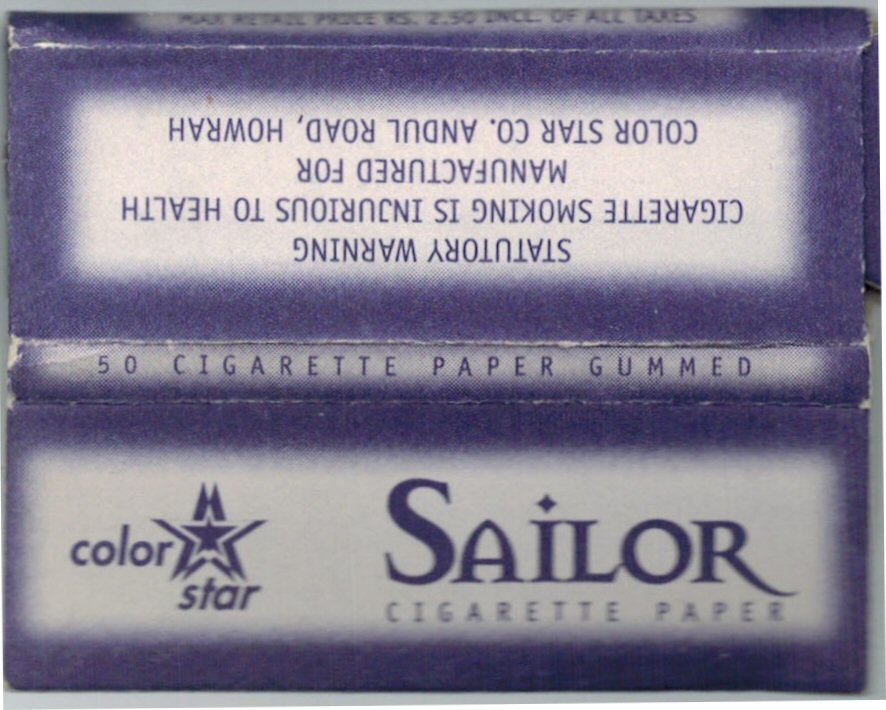 MAX RETAIL PRICE RS. 2.50 INCL. OF ALL TAXES
STATUTORY WARNING
CIGARETTE SMOKING IS INJURIOUS TO HEALTH
MANUFACTURED FOR
COLOR STAR CO. ANDUL ROAD, HOWRAH
50 CIGARETTE PAPER GUMMED
color
star
SAiLOR
CIGARETTE PAPER